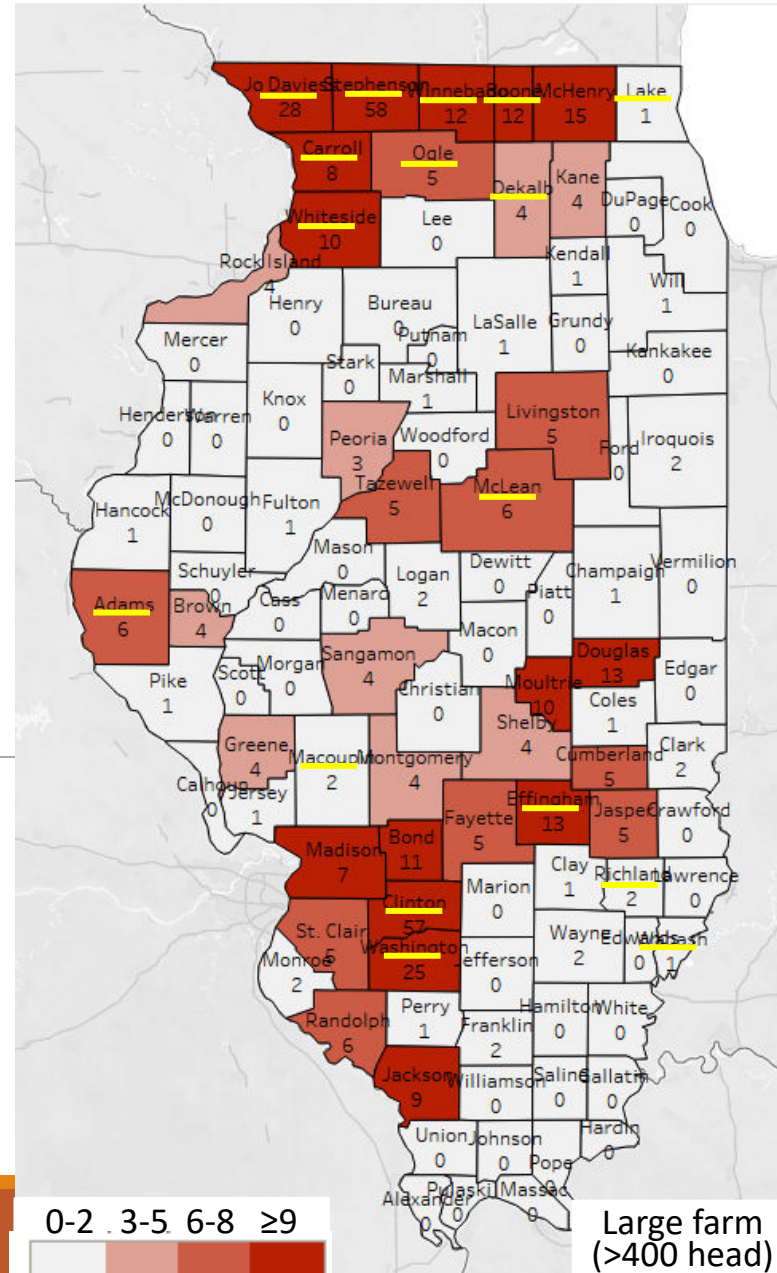 Jo Daviess Stephenson Winnebago Boone McHenry Lake
28 58 12 12 15 1
Carroll Ogle Dekalb Kane DuPage Cook
8 5 4 4 0 0
Whiteside Lee Kendall Will
10 0 1 1
Rock Island Henry Bureau Putnam LaSalle Grundy
4 0 0 0 1 0
Mercer Stark Marshall Kankakee
0 0 1 0
Henderson Warren Knox Peoria Woodford Livingston Ford Iroquois
0 0 0 3 0 5 0 2
Hancock McDonough Fulton Tazewell McLean
1 0 1 5 6
Schuyler Mason Logan Dewitt Piatt Champaign Vermilion
0 0 2 0 0 1 0
Adams Brown Cass Menard Macon Douglas
6 4 0 0 0 13
Pike Scott Morgan Sangamon Christian Moultrie Coles Edgar
1 0 0 4 0 10 1 0
Calhoun Greene Macoupin Montgomery Shelby Cumberland Clark
0 4 2 4 4 5 2
Jersey Fayette Effingham Jasper Crawford
1 5 13 5 0
Madison Bond Marion Clay Richland Lawrence
7 11 0 1 2 0
St. Clair Clinton Wayne Edwards Wabash
5 57 2 0 1
Monroe Washington Jefferson
2 25 0
Randolph Perry Franklin Hamilton White
6 1 2 0 0
Jackson Williamson Saline Gallatin
9 0 0 0
Union Johnson Pope Hardin
0 0 0 0
Alexander Pulaski Massac
0 0 0
0-2 3-5 6-8 ≥9
Large farm
(>400 head)